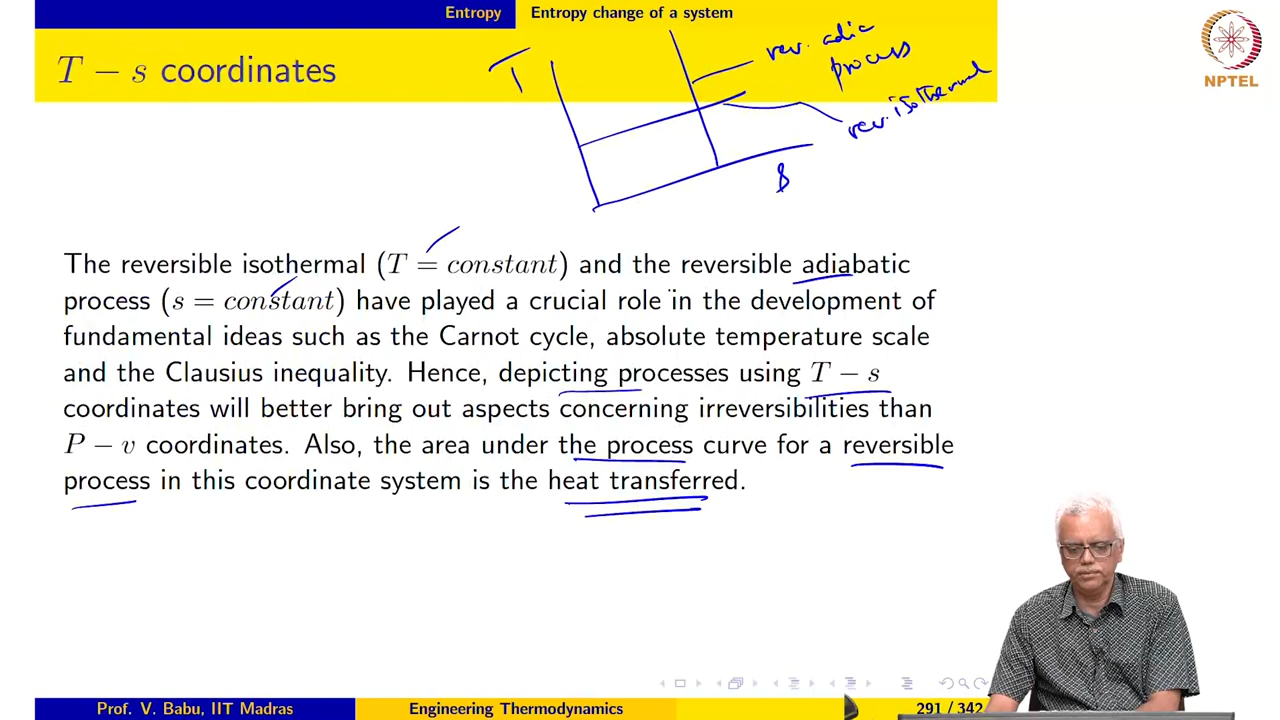 Entropy Entropy change of a system
T − s coordinates
NPTEL
T
rev. adia
process
rev. isothermal
s
The reversible isothermal (T = constant) and the reversible adiabatic
process (s = constant) have played a crucial role in the development of
fundamental ideas such as the Carnot cycle, absolute temperature scale
and the Clausius inequality. Hence, depicting processes using T − s
coordinates will better bring out aspects concerning irreversibilities than
P − v coordinates. Also, the area under the process curve for a reversible
process in this coordinate system is the heat transferred.
Prof. V. Babu, IIT Madras Engineering Thermodynamics 291 / 342